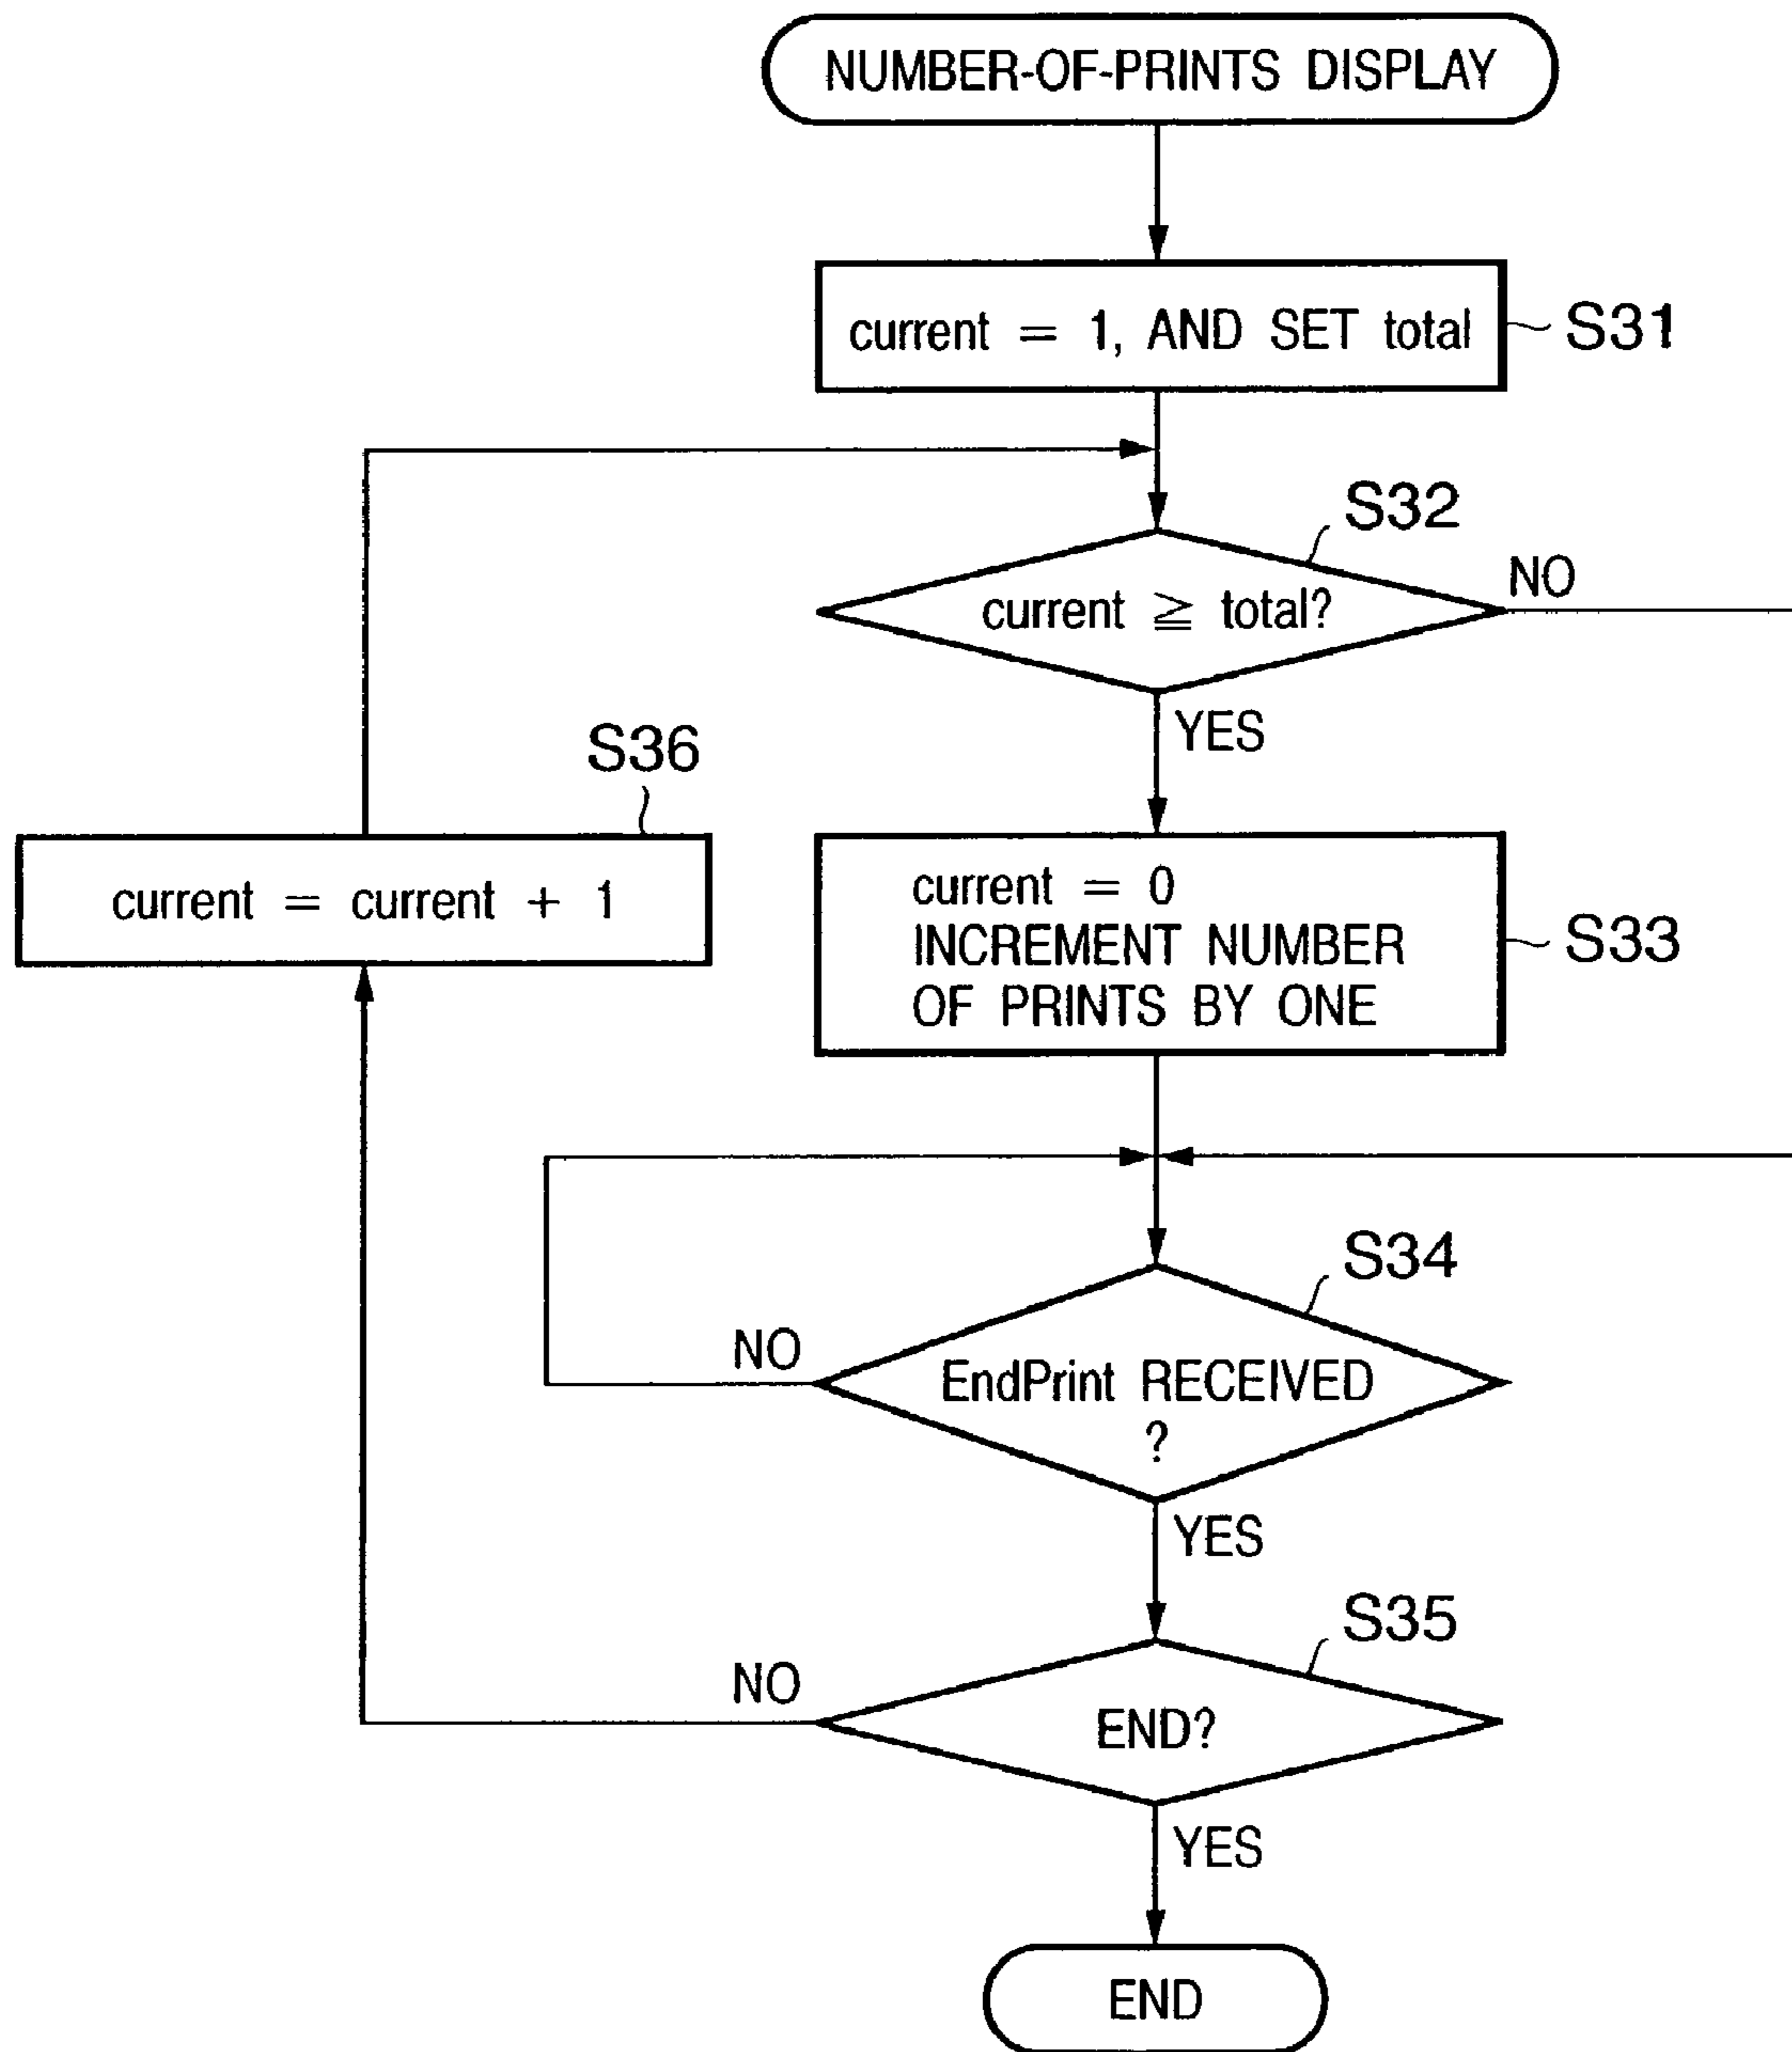 NUMBER-OF-PRINTS DISPLAY
current = 1, AND SET total
S31
S32
current ≧ total?
NO
YES
S36
current = current + 1
current = 0
INCREMENT NUMBER
OF PRINTS BY ONE
S33
S34
NO
EndPrint RECEIVED
?
YES
S35
NO
END?
YES
END